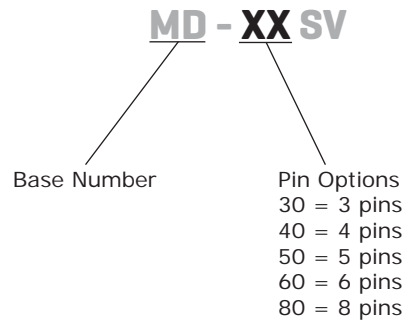 MD - XX SV
Base Number
Pin Options
30 = 3 pins
40 = 4 pins
50 = 5 pins
60 = 6 pins
80 = 8 pins